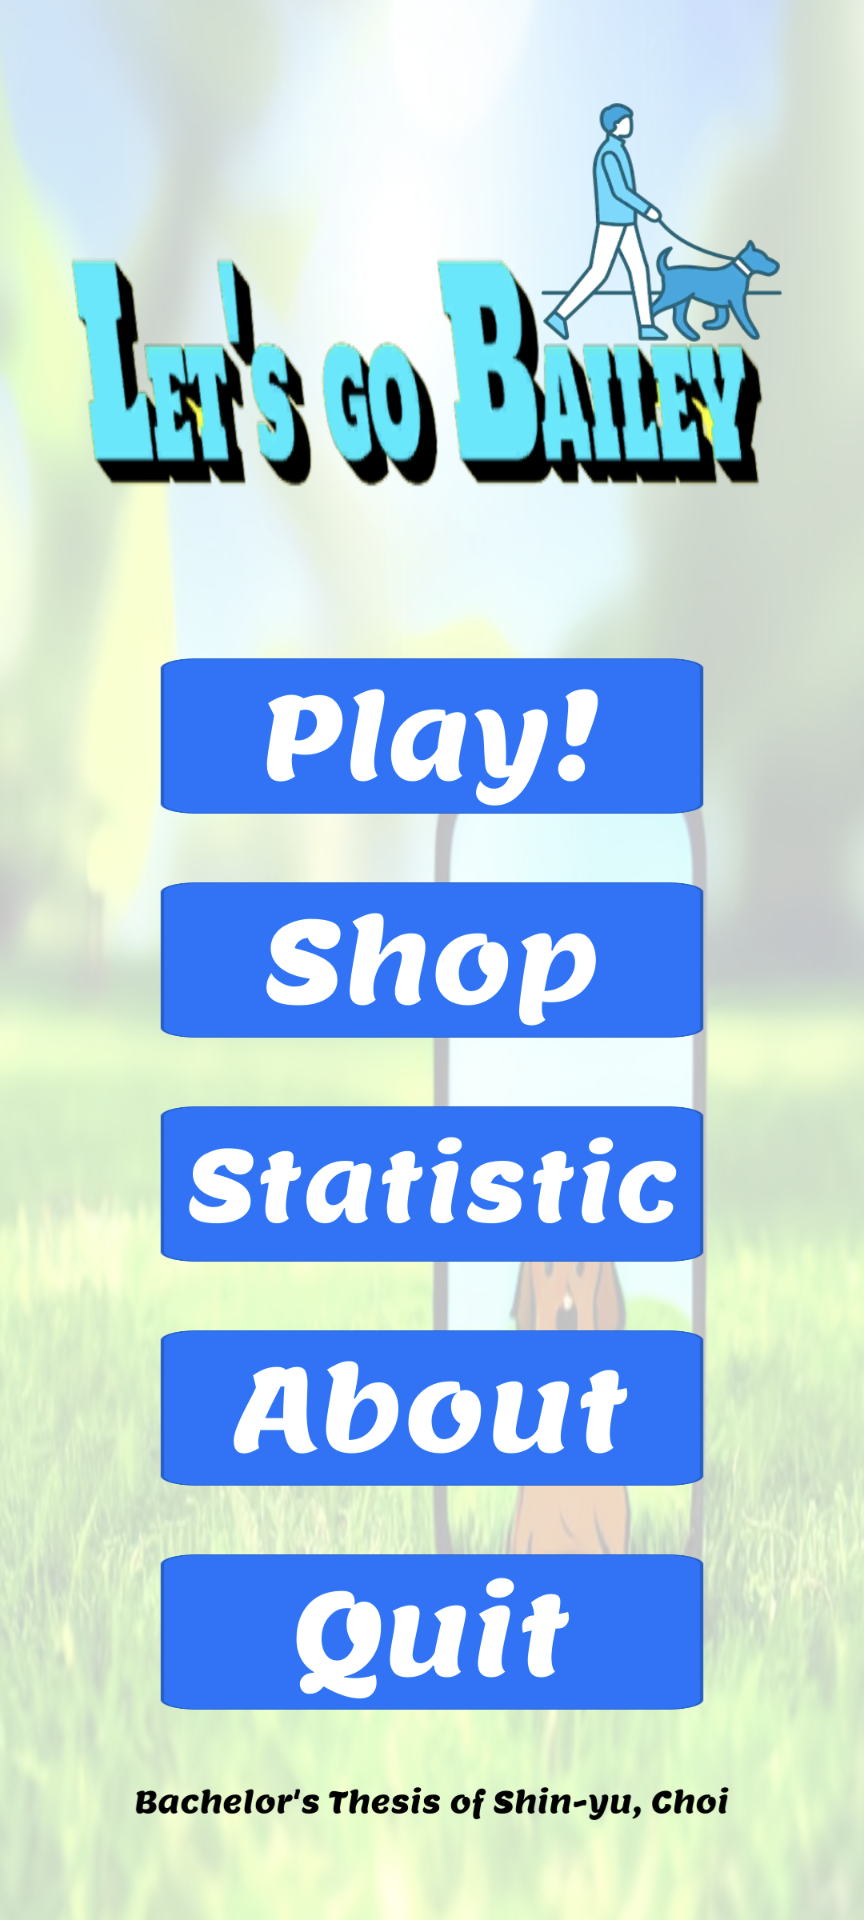 Let's go Bailey
Play!
Shop
Statistic
About
Quit
Bachelor's Thesis of Shin-yu, Choi